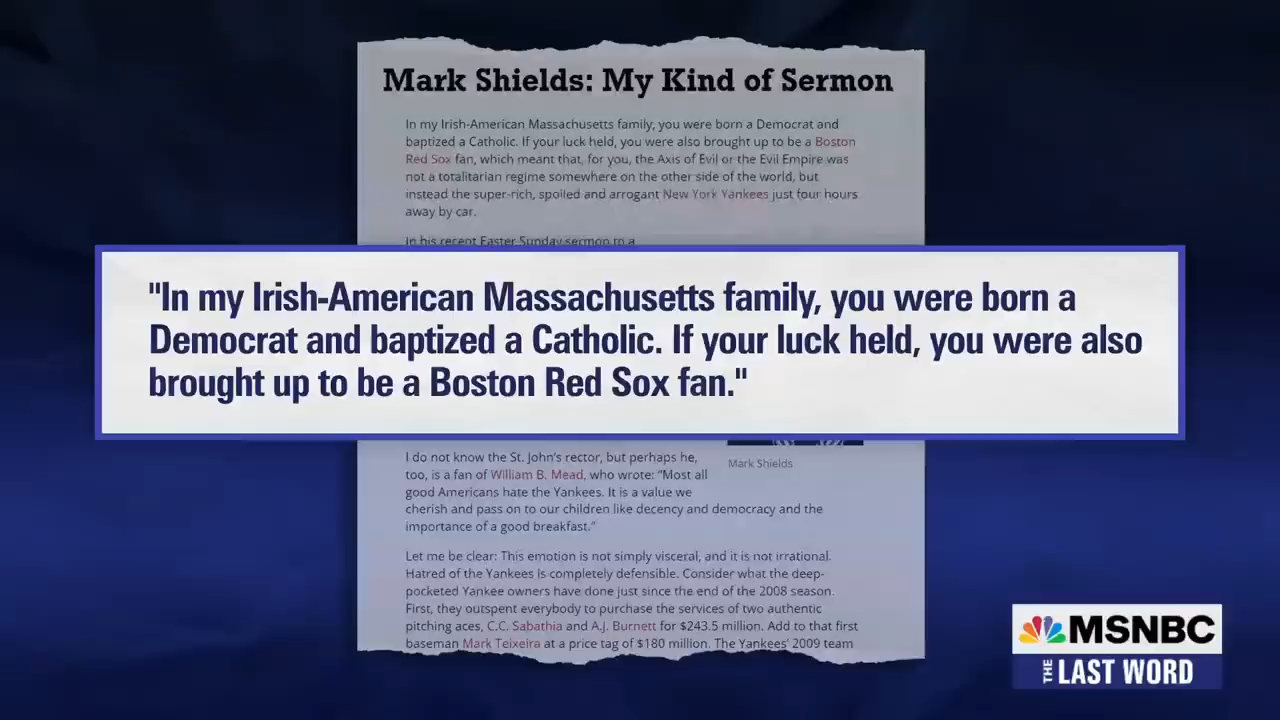 Mark Shields: My Kind of Sermon
In my Irish-American Massachusetts family, you were born a Democrat and
baptized a Catholic. If your luck held, you were also brought up to be a Boston
Red Sox fan, which meant that, for you, the Axis of Evil or the Evil Empire was
not a totalitarian regime somewhere on the other side of the world, but
instead the super-rich, spoiled and arrogant New York Yankees just four hours
away by car.
In his recent Easter Sunday sermon to a
"In my Irish-American Massachusetts family, you were born a
Democrat and baptized a Catholic. If your luck held, you were also
brought up to be a Boston Red Sox fan."
I do not know the St. John's rector, but perhaps he,
too, is a fan of William B. Mead, who wrote: “Most all
good Americans hate the Yankees. It is a value we
cherish and pass on to our children like decency and democracy and the
importance of a good breakfast.”
Mark Shields
Let me be clear: This emotion is not simply visceral, and it is not irrational.
Hatred of the Yankees is completely defensible. Consider what the deep-
pocketed Yankee owners have done just since the end of the 2008 season.
First, they outspent everybody to purchase the services of two authentic
pitching aces, C.C. Sabathia and A.J. Burnett for $243.5 million. Add to that first
baseman Mark Teixeira at a price tag of $180 million. The Yankees’ 2009 team
MSNBC
THE LAST WORD